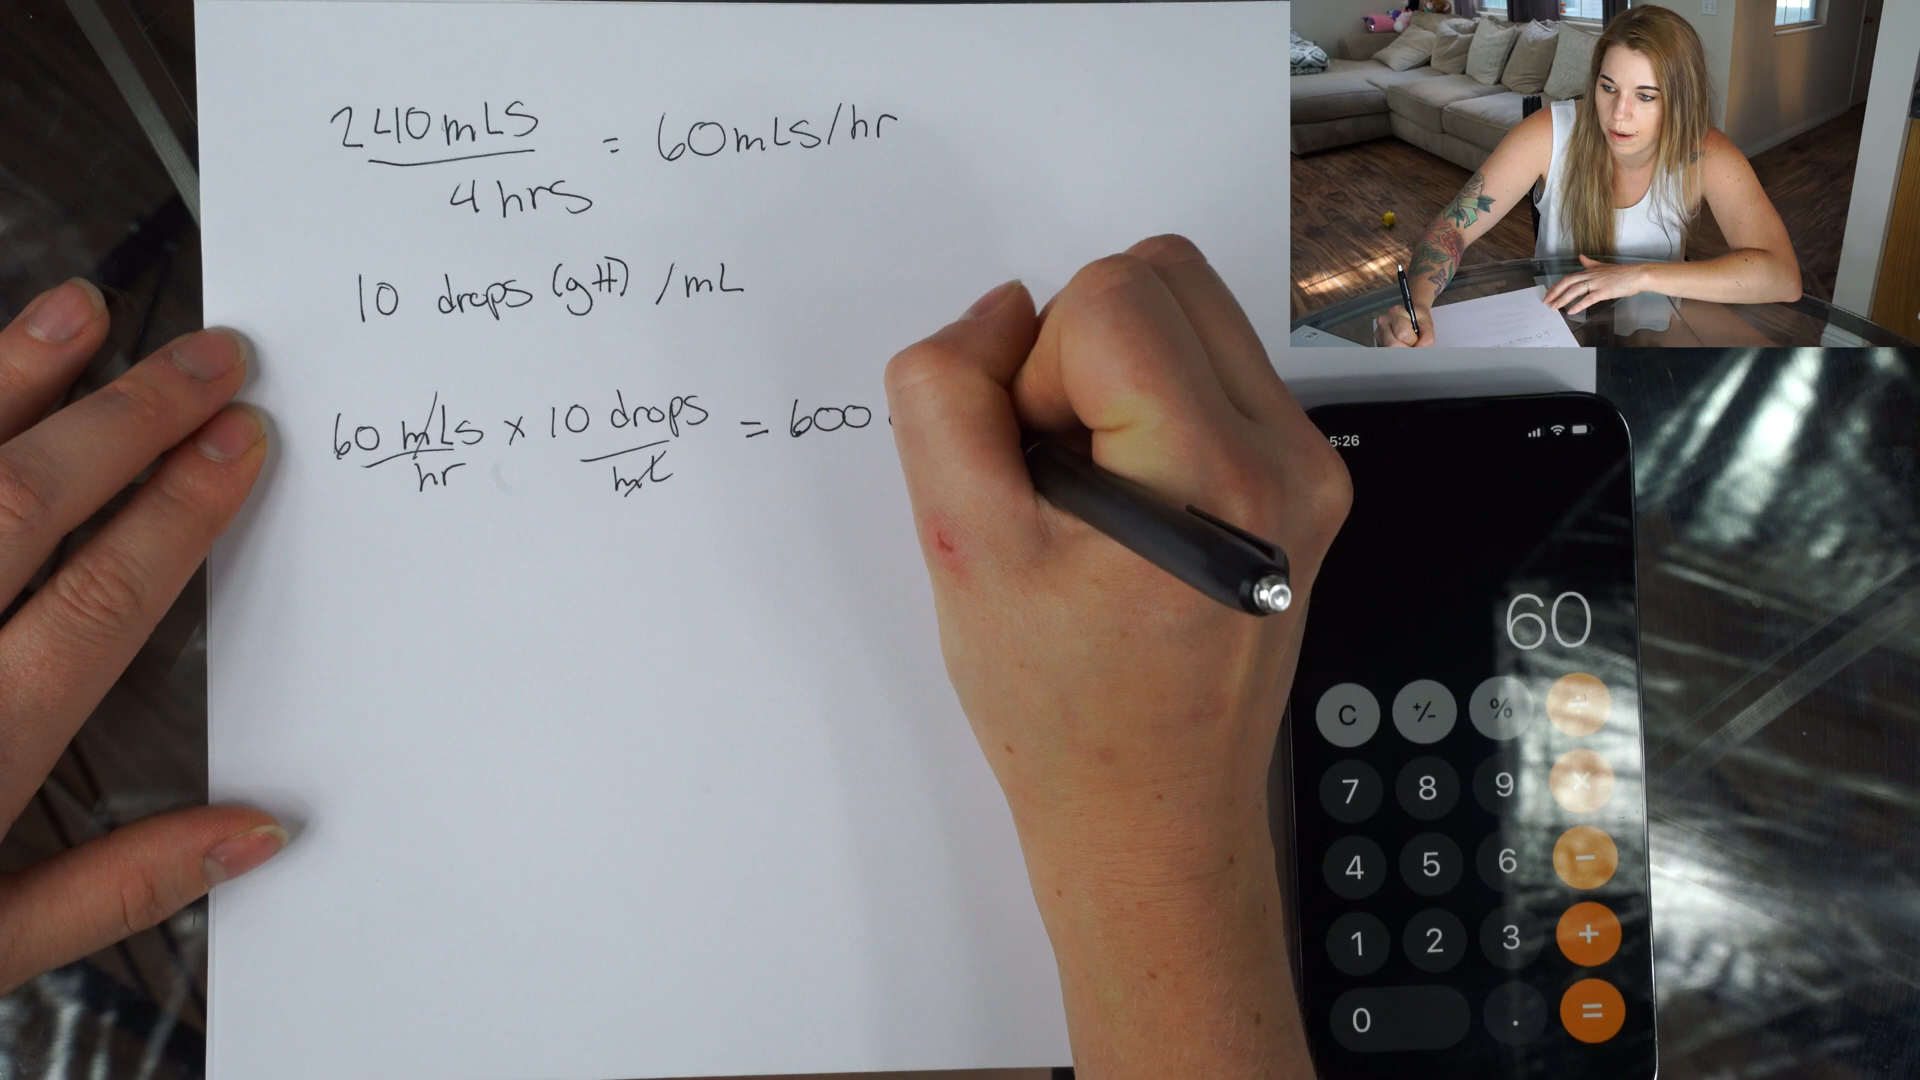 240 mLs = 60 mLs/hr
4 hrs
10 drops (gtt) /mL
60 mLs x 10 drops = 600
hr mL
5:26
60
C +/- % ÷
7 8 9 ×
4 5 6 −
1 2 3 +
0 . =